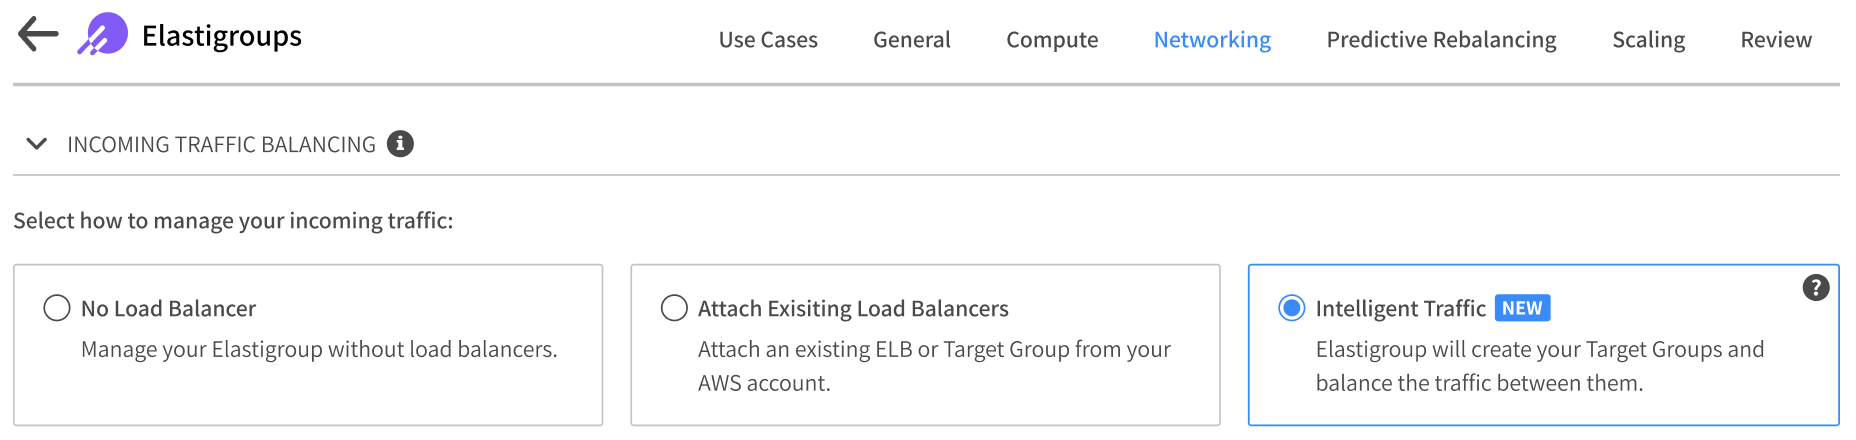 Elastigroups
Use Cases General Compute Networking Predictive Rebalancing Scaling Review
INCOMING TRAFFIC BALANCING
Select how to manage your incoming traffic:
No Load Balancer
Manage your Elastigroup without load balancers.
Attach Exisiting Load Balancers
Attach an existing ELB or Target Group from your
AWS account.
Intelligent Traffic NEW
Elastigroup will create your Target Groups and
balance the traffic between them.